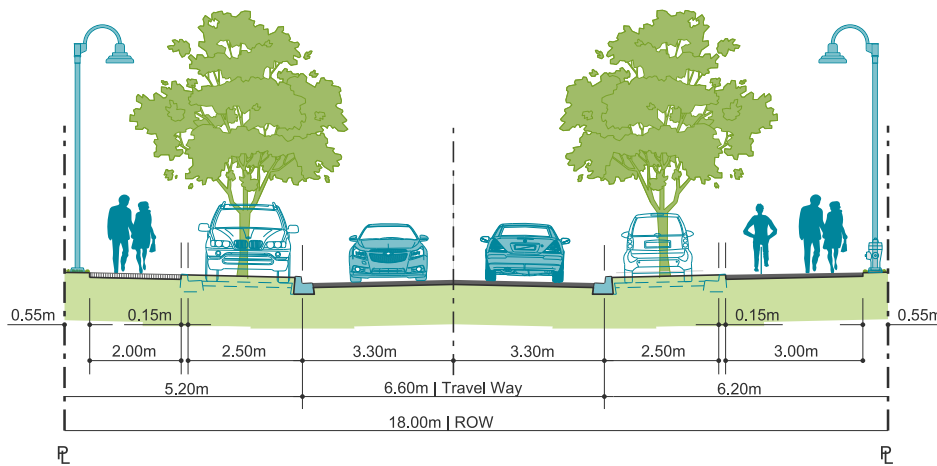 0.55m
0.15m
0.15m
0.55m
2.00m
2.50m
3.30m
3.30m
2.50m
3.00m
5.20m
6.60m | Travel Way
6.20m
18.00m | ROW
PL
PL